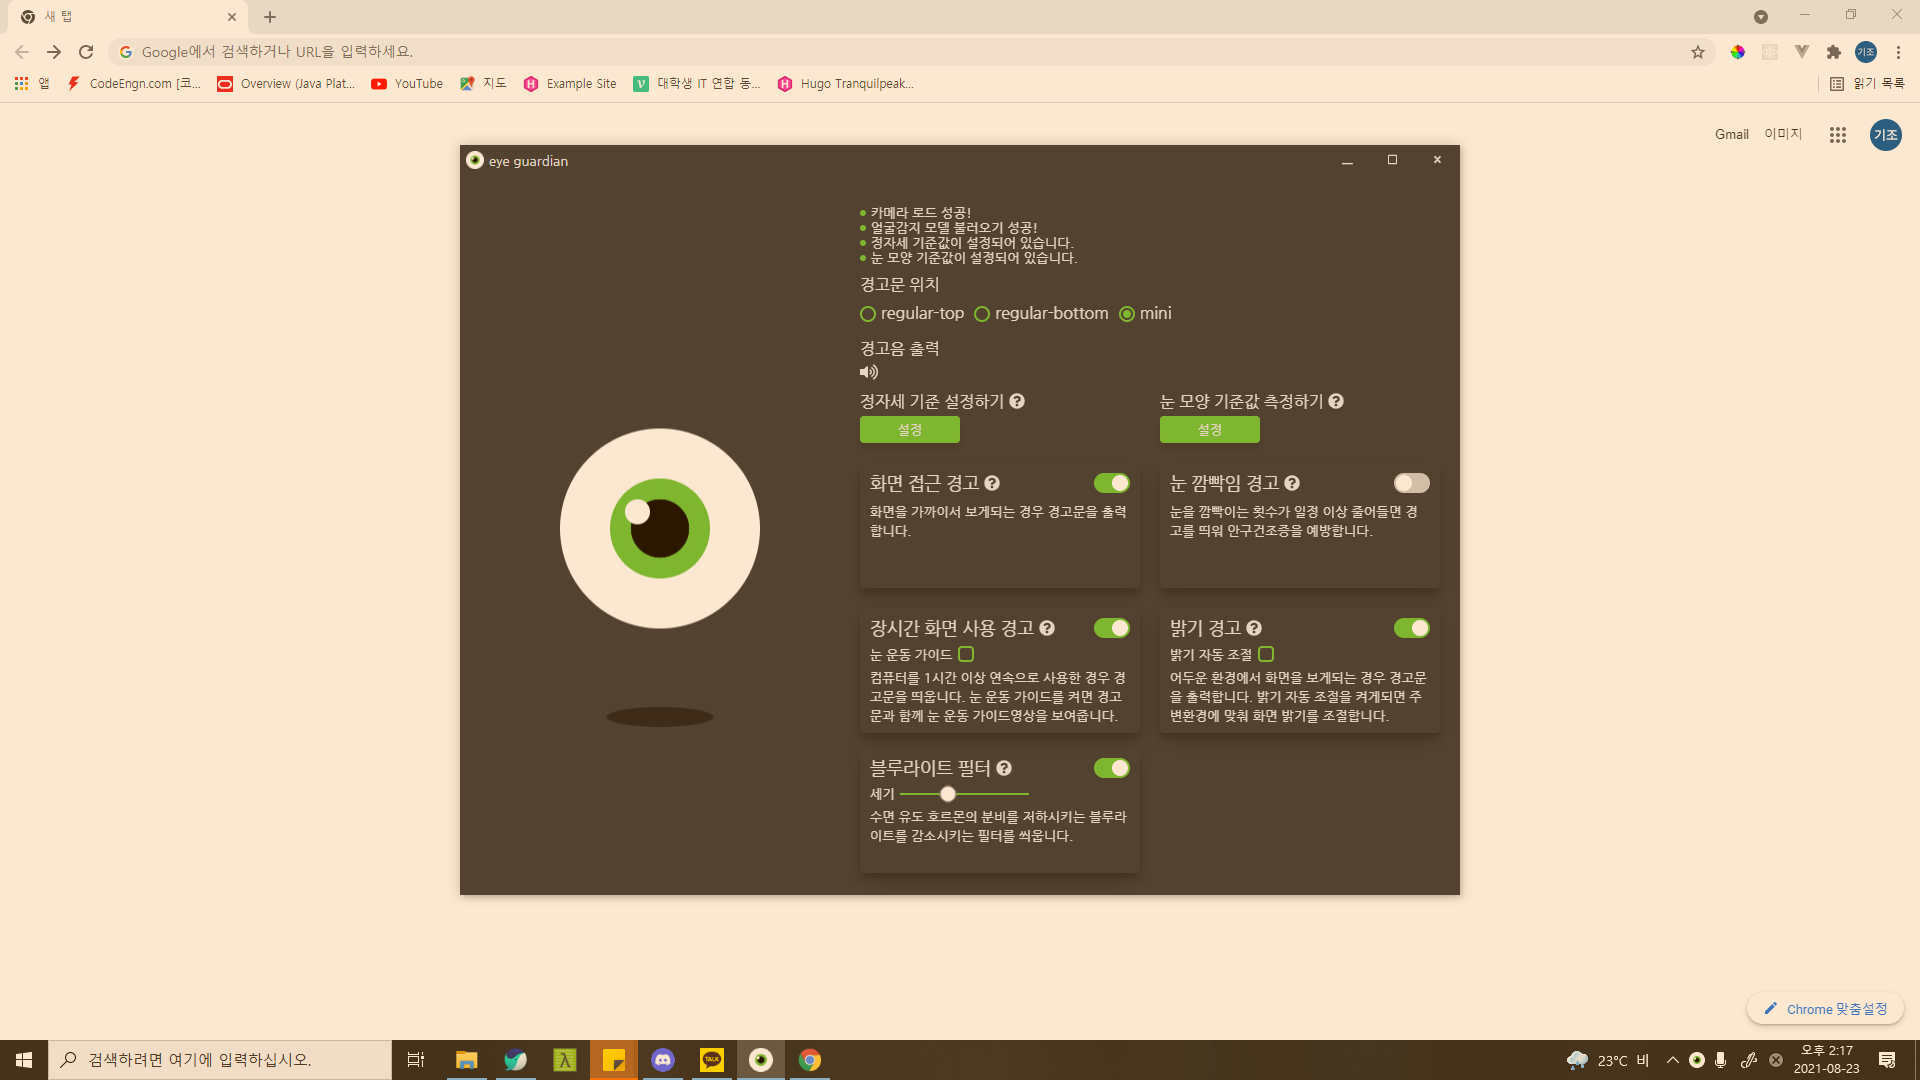 새 탭
Google에서 검색하거나 URL을 입력하세요.
기조
앱
CodeEngn.com [코...
Overview (Java Plat...
YouTube
지도
Example Site
대학생 IT 연합 동...
Hugo Tranquilpeak...
읽기 목록
Gmail
이미지
기조
eye guardian
카메라 로드 성공!
얼굴감지 모델 불러오기 성공!
정자세 기준값이 설정되어 있습니다.
눈 모양 기준값이 설정되어 있습니다.
경고문 위치
regular-top
regular-bottom
mini
경고음 출력
정자세 기준 설정하기
설정
눈 모양 기준값 측정하기
설정
화면 접근 경고
화면을 가까이서 보게되는 경우 경고문을 출력
합니다.
눈 깜빡임 경고
눈을 깜빡이는 횟수가 일정 이상 줄어들면 경
고를 띄워 안구건조증을 예방합니다.
장시간 화면 사용 경고
눈 운동 가이드
컴퓨터를 1시간 이상 연속으로 사용한 경우 경
고문을 띄웁니다. 눈 운동 가이드를 켜면 경고
문과 함께 눈 운동 가이드영상을 보여줍니다.
밝기 경고
밝기 자동 조절
어두운 환경에서 화면을 보게되는 경우 경고문
을 출력합니다. 밝기 자동 조절을 켜게되면 주
변환경에 맞춰 화면 밝기를 조절합니다.
블루라이트 필터
세기
수면 유도 호르몬의 분비를 저하시키는 블루라
이트를 감소시키는 필터를 씌웁니다.
Chrome 맞춤설정
검색하려면 여기에 입력하십시오.
TALK
23°C 비
오후 2:17
2021-08-23